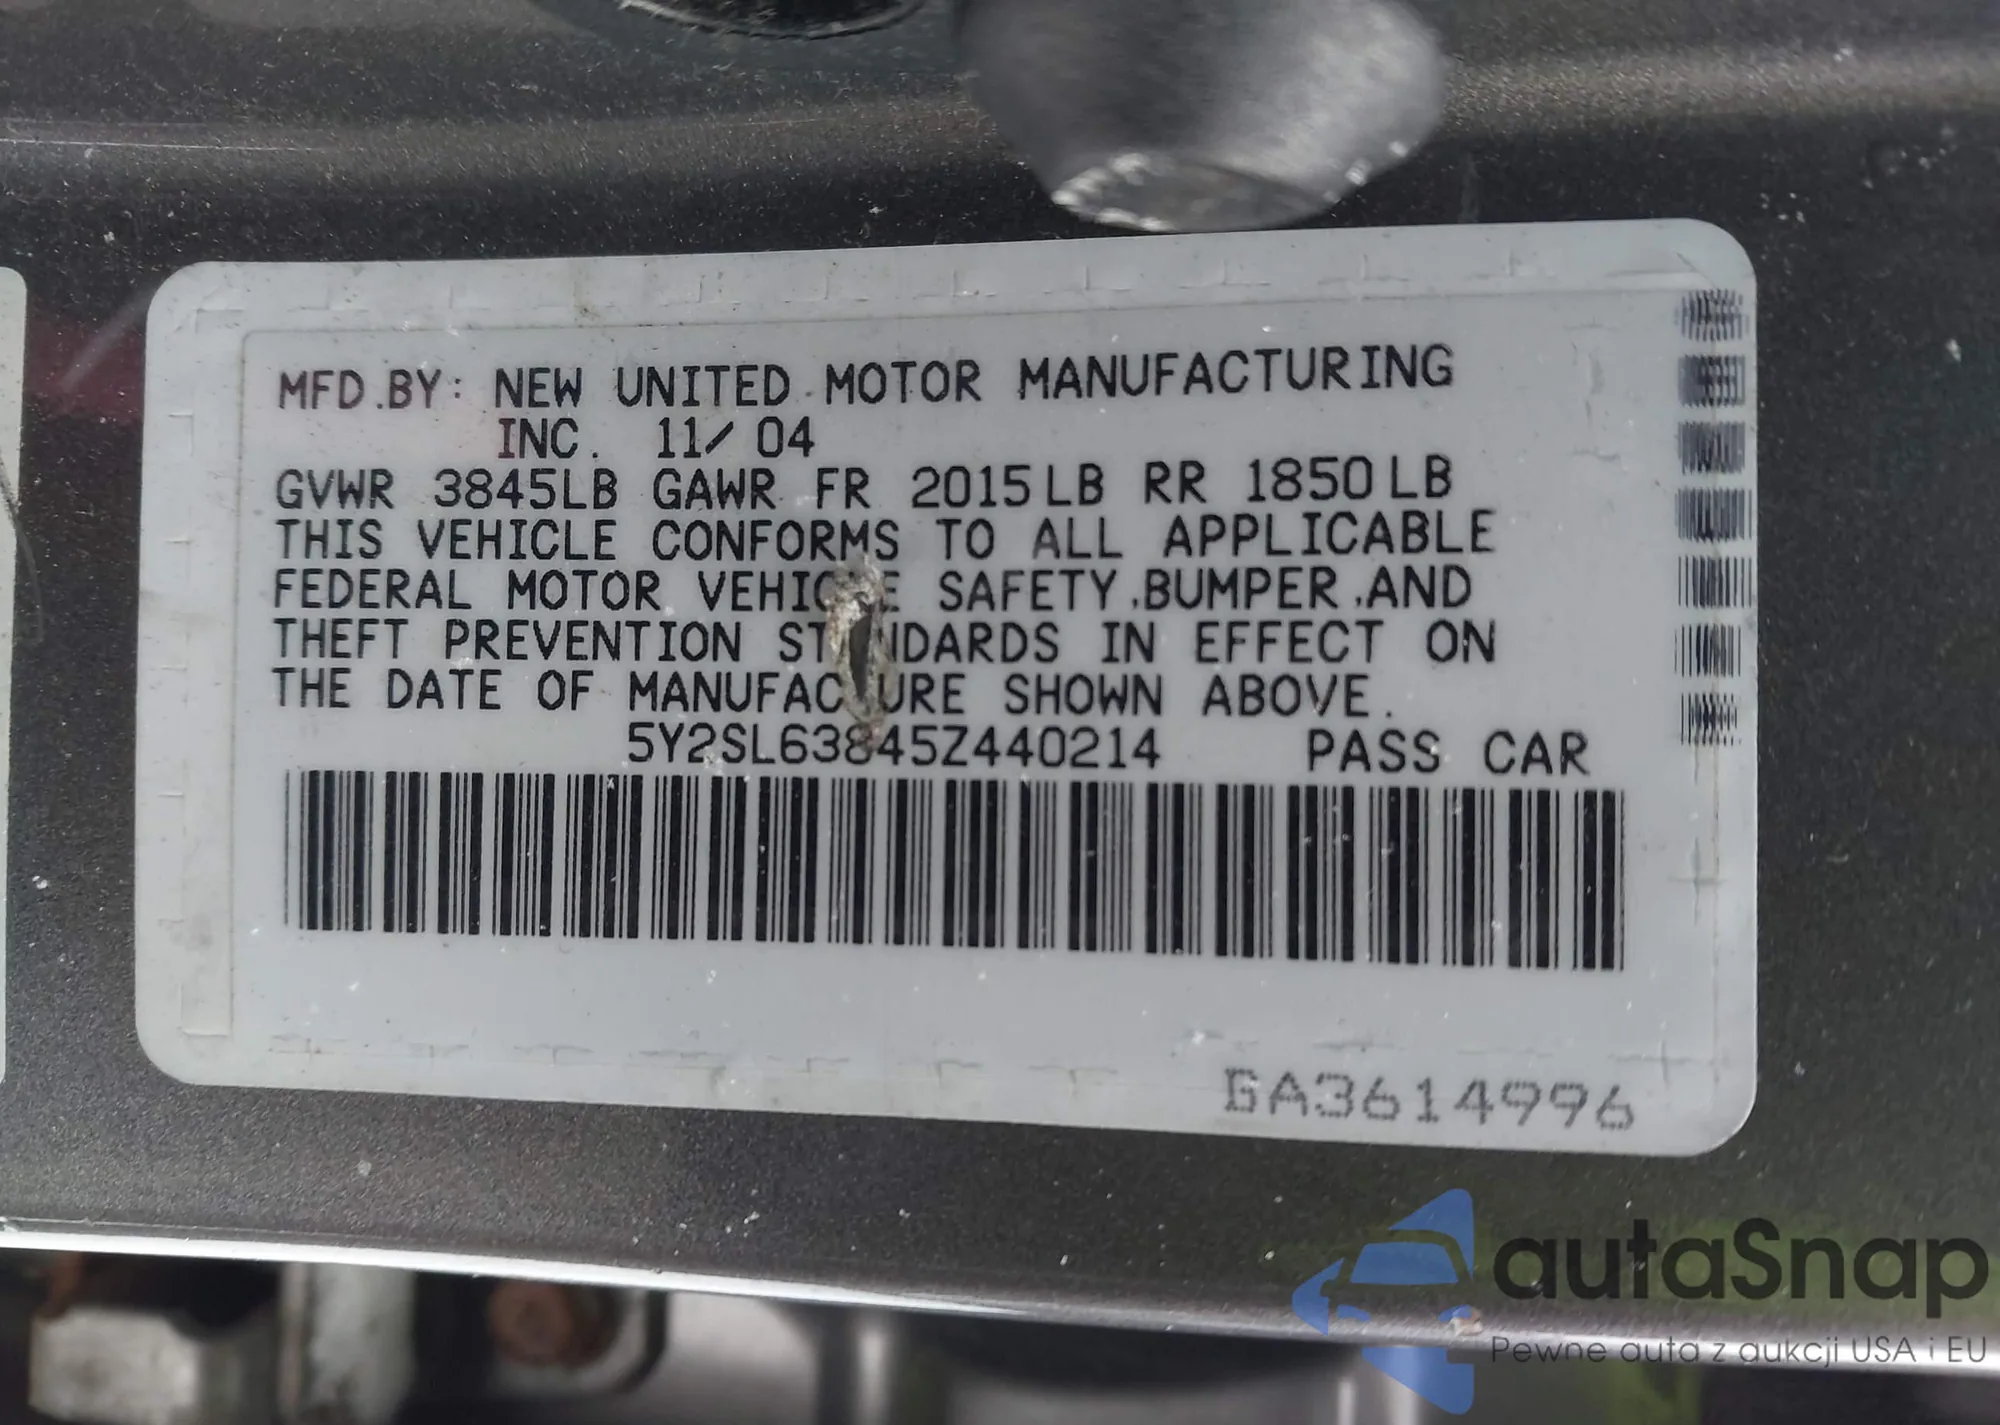 MFD.BY: NEW UNITED MOTOR MANUFACTURING
INC. 11/04
GVWR 3845LB GAWR FR 2015LB RR 1850LB
THIS VEHICLE CONFORMS TO ALL APPLICABLE
FEDERAL MOTOR VEHICLE SAFETY,BUMPER,AND
THEFT PREVENTION STANDARDS IN EFFECT ON
THE DATE OF MANUFACTURE SHOWN ABOVE.
5Y2SL63845Z440214 PASS CAR
GA3614996
autaSnap
Pewne auta z aukcji USA i EU